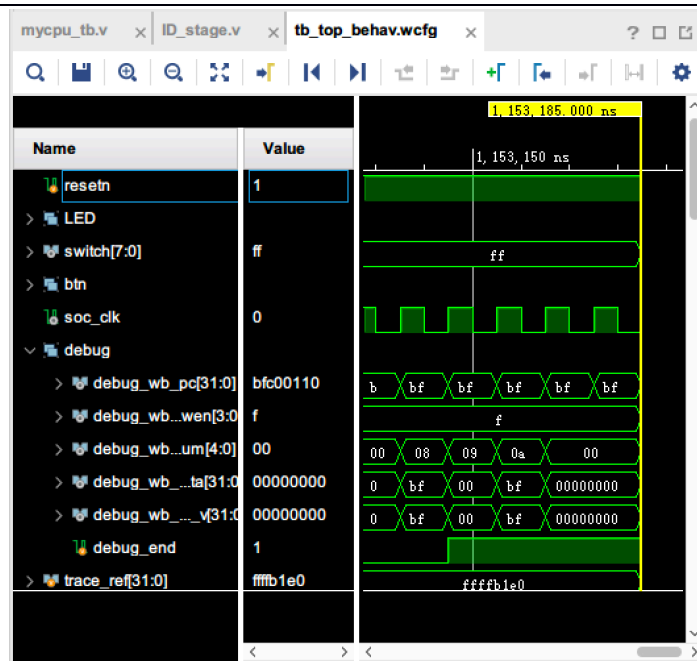 mycpu_tb.v × ID_stage.v × tb_top_behav.wcfg × ?
1,153,185.000 ns
Name Value
1,153,150 ns
resetn 1
LED
switch[7:0] ff ff
btn
soc_clk 0
debug
debug_wb_pc[31:0] bfc00110 b bf bf bf bf bf
debug_wb...wen[3:0 f f
debug_wb...um[4:0] 00 00 08 09 0a 00
debug_wb_...ta[31:0 00000000 0 bf 00 bf 00000000
debug_wb_..._v[31:0 00000000 0 bf 00 bf 00000000
debug_end 1
trace_ref[31:0] ffffb1e0 ffffb1e0